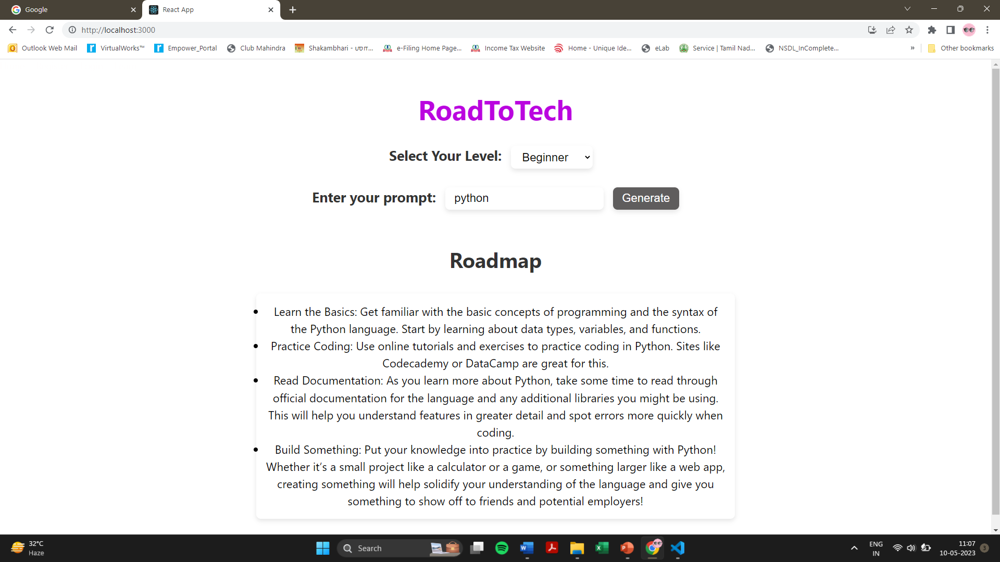 Google
React App
http://localhost:3000
Outlook Web Mail
VirtualWorks™
Empower_Portal
Club Mahindra
Shakambhari - மாா...
e-Filing Home Page...
Income Tax Website
Home - Unique Ide...
eLab
Service | Tamil Nad...
NSDL_InComplete...
»
Other bookmarks
RoadToTech
Select Your Level:
Beginner
Enter your prompt:
python
Generate
Roadmap
• Learn the Basics: Get familiar with the basic concepts of programming and the syntax of
the Python language. Start by learning about data types, variables, and functions.
• Practice Coding: Use online tutorials and exercises to practice coding in Python. Sites like
Codecademy or DataCamp are great for this.
• Read Documentation: As you learn more about Python, take some time to read through
official documentation for the language and any additional libraries you might be using.
This will help you understand features in greater detail and spot errors more quickly when
coding.
• Build Something: Put your knowledge into practice by building something with Python!
Whether it’s a small project like a calculator or a game, or something larger like a web app,
creating something will help solidify your understanding of the language and give you
something to show off to friends and potential employers!
32°C
Haze
Search
ENG
IN
11:07
10-05-2023
3